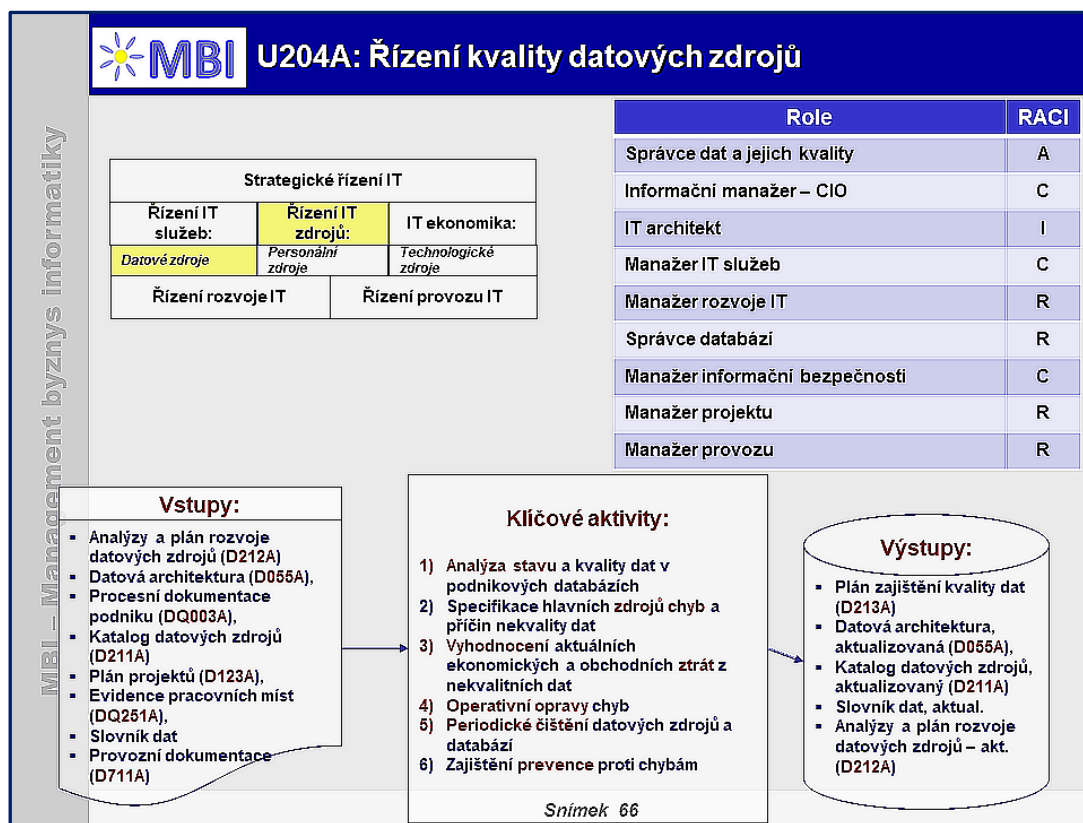 MBI
U204A: Řízení kvality datových zdrojů
MBI – Management byznys informatiky
Role RACI
Správce dat a jejich kvality A
Informační manažer – CIO C
IT architekt I
Manažer IT služeb C
Manažer rozvoje IT R
Správce databází R
Manažer informační bezpečnosti C
Manažer projektu R
Manažer provozu R
Strategické řízení IT
Řízení IT
služeb:
Řízení IT
zdrojů:
IT ekonomika:
Datové zdroje
Personální
zdroje
Technologické
zdroje
Řízení rozvoje IT
Řízení provozu IT
Vstupy:
▪ Analýzy a plán rozvoje
datových zdrojů (D212A)
▪ Datová architektura (D055A),
▪ Procesní dokumentace
podniku (DQ003A),
▪ Katalog datových zdrojů
(D211A)
▪ Plán projektů (D123A),
▪ Evidence pracovních míst
(DQ251A),
▪ Slovník dat
▪ Provozní dokumentace
(D711A)
Klíčové aktivity:
1) Analýza stavu a kvality dat v
podnikových databázích
2) Specifikace hlavních zdrojů chyb a
příčin nekvality dat
3) Vyhodnocení aktuálních
ekonomických a obchodních ztrát z
nekvalitních dat
4) Operativní opravy chyb
5) Periodické čištění datových zdrojů a
databází
6) Zajištění prevence proti chybám
Snímek 66
Výstupy:
▪ Plán zajištění kvality dat
(D213A)
▪ Datová architektura,
aktualizovaná (D055A),
▪ Katalog datových zdrojů,
aktualizovaný (D211A)
▪ Slovník dat, aktual.
▪ Analýzy a plán rozvoje
datových zdrojů – akt.
(D212A)